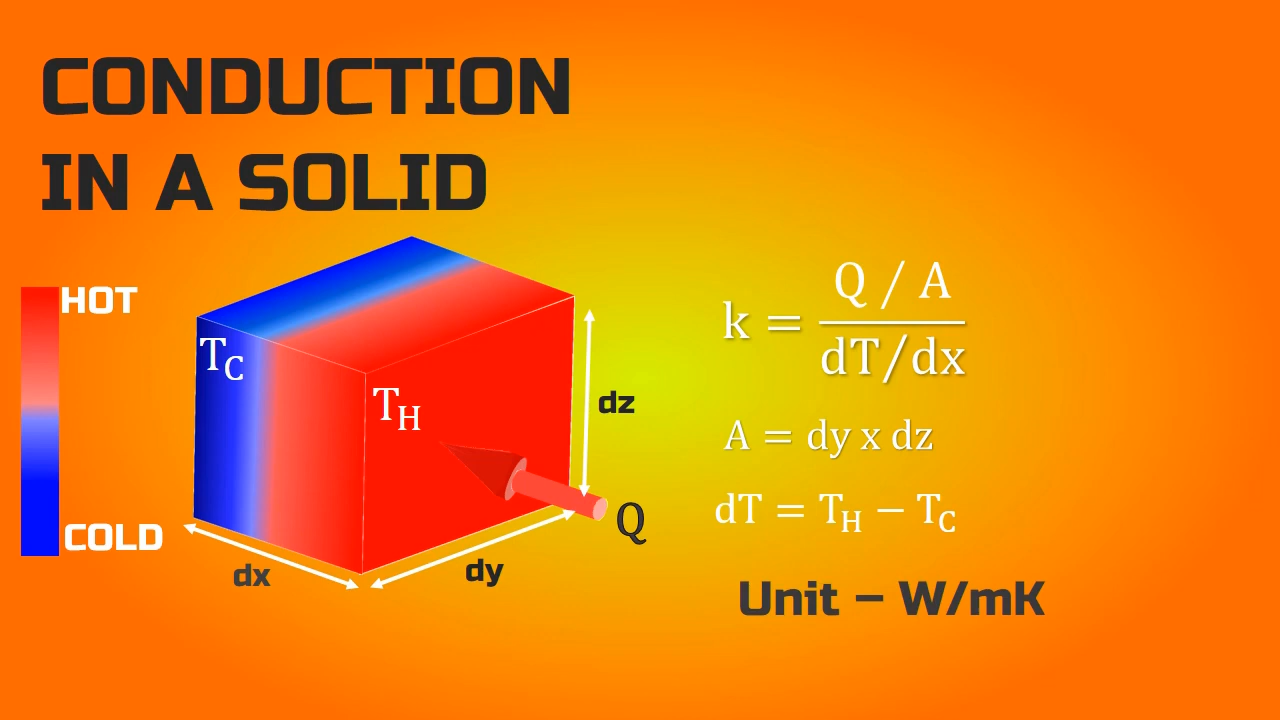 CONDUCTION
IN A SOLID
HOT
COLD
T_C
T_H
dz
Q
dy
dx
k = (Q / A) / (dT/dx)
A = dy x dz
dT = T_H − T_C
Unit – W/mK